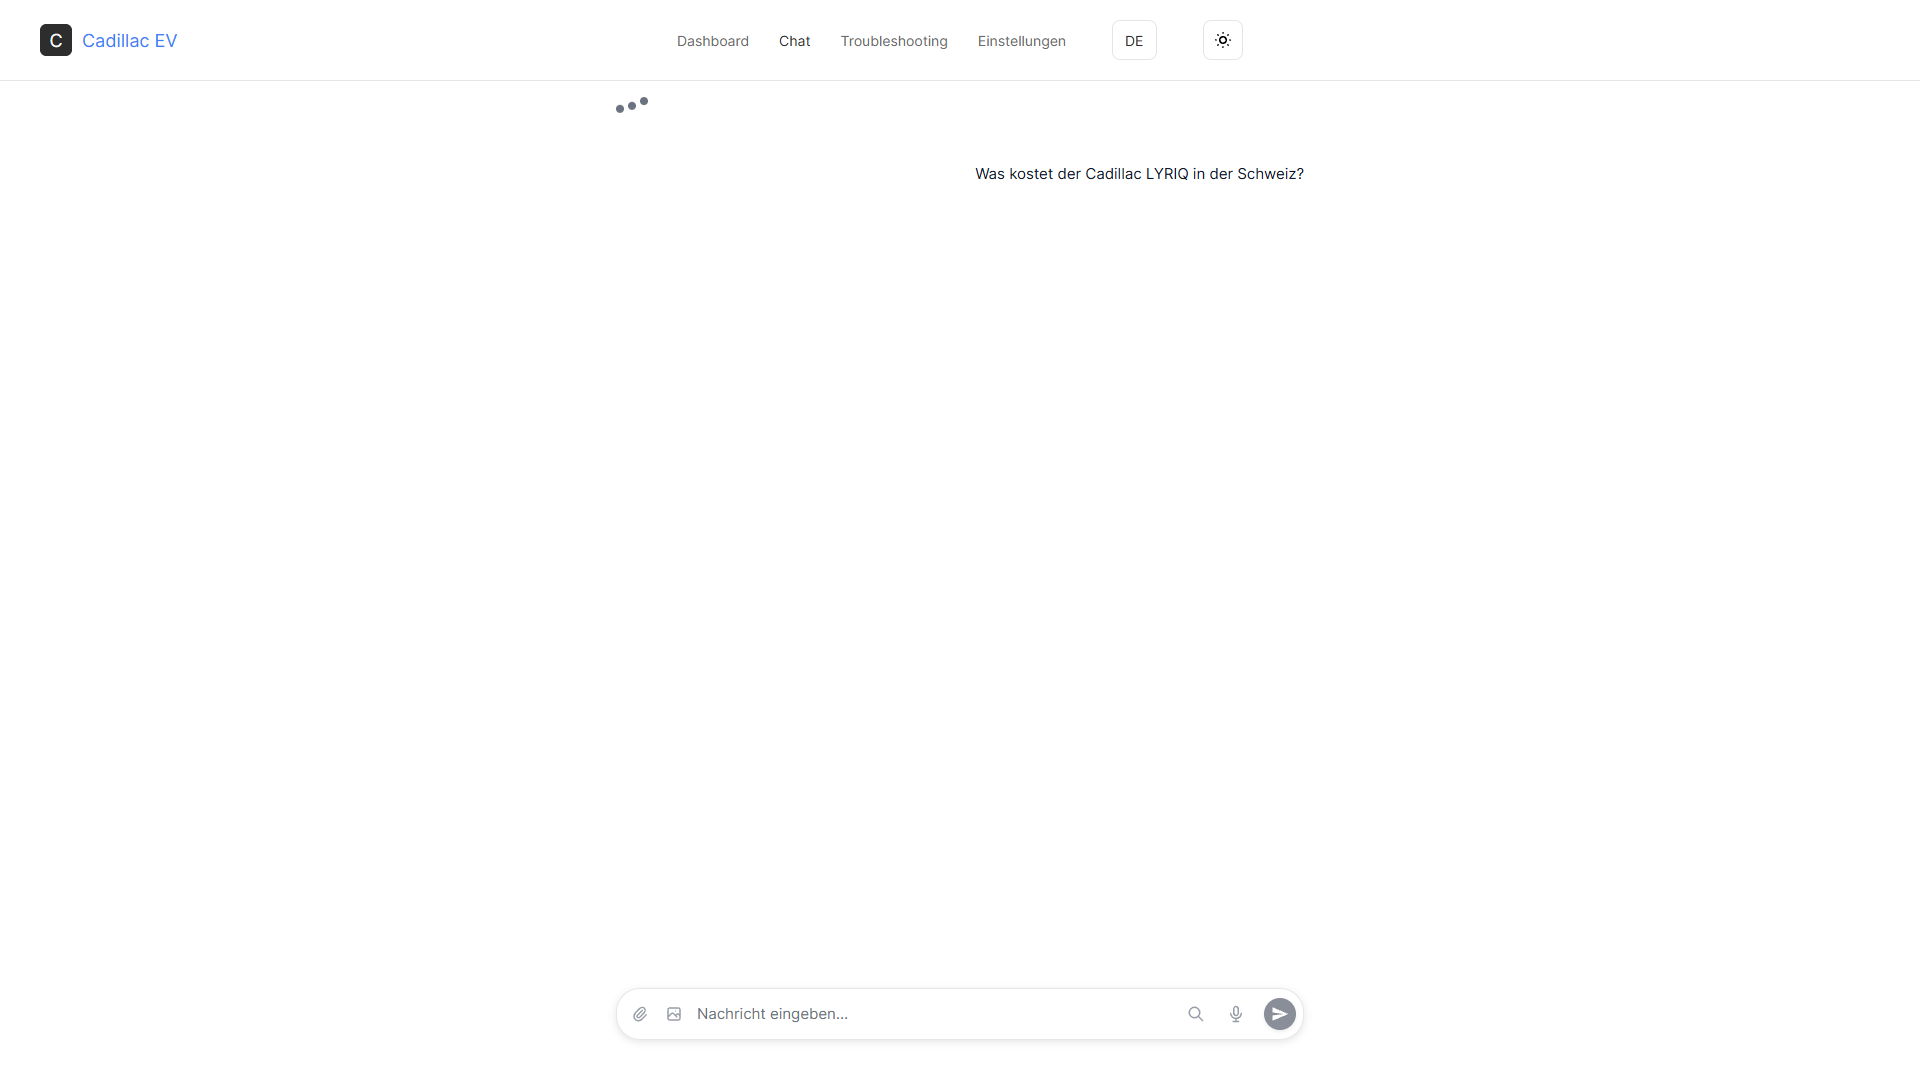 C Cadillac EV
Dashboard Chat Troubleshooting Einstellungen DE
Was kostet der Cadillac LYRIQ in der Schweiz?
Nachricht eingeben...